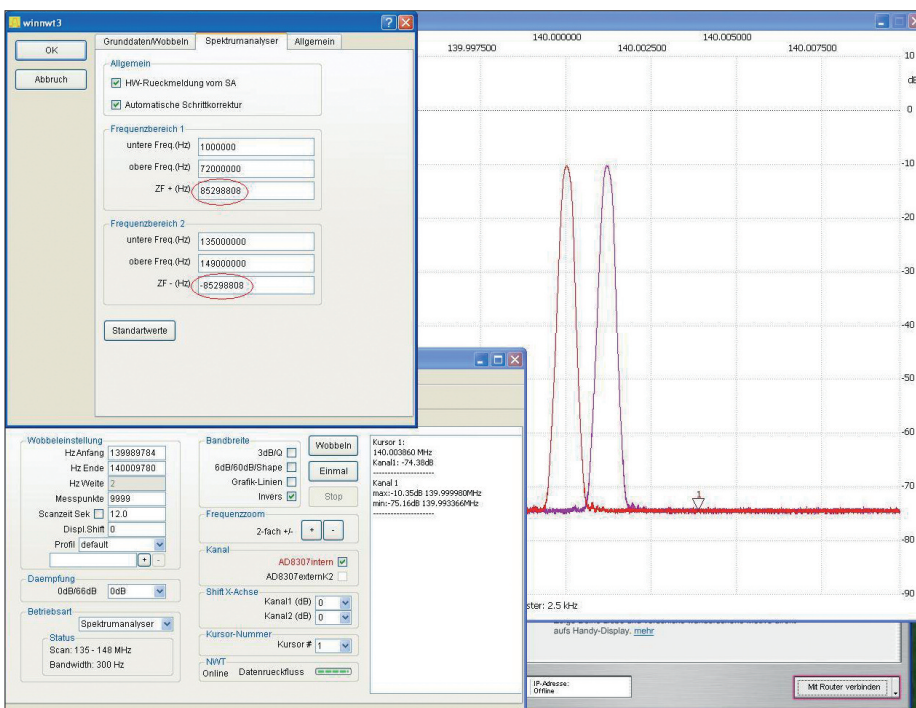 winnwt3
OK
Abbruch
Grunddaten/Wobbeln Spektrumanalyser Allgemein
Allgemein
HW-Rueckmeldung vom SA
Automatische Schrittkorrektur
Frequenzbereich 1
untere Freq.(Hz) 1000000
obere Freq.(Hz) 72000000
ZF + (Hz) 85298808
Frequenzbereich 2
untere Freq.(Hz) 135000000
obere Freq.(Hz) 149000000
ZF - (Hz) -85298808
Standartwerte
139.997500 140.000000 140.002500 140.005000 140.007500
10
dB
0
-10
-20
-30
-40
-50
-60
-70
-80
-90
1
Wobbeleinstellung
Hz Anfang 139989784
Hz Ende 140009780
Hz Weite 2
Messpunkte 9999
Scanzeit Sek 12.0
Displ.Shift 0
Profil default
+ -
Daempfung
0dB/66dB 0dB
Betriebsart
Spektrumanalyser
Status
Scan: 135 - 148 MHz
Bandwidth: 300 Hz
Bandbreite
3dB/Q
6dB/60dB/Shape
Grafik-Linien
Invers
Wobbeln
Einmal
Stop
Frequenzzoom
2-fach +/- + -
Kanal
AD8307intern
AD8307externK2
Shift X-Achse
Kanal1 (dB) 0
Kanal2 (dB) 0
Kursor-Nummer
Kursor # 1
NWT
Online Datenrueckfluss
Kursor 1:
140.003860 MHz
Kanal1: -74.38dB
---------------------
Kanal 1
max:-10.35dB 139.999980MHz
min:-75.16dB 139.993366MHz
---------------------
ster: 2.5 kHz
aufs Handy-Display. mehr
IP-Adresse:
Offline
Mit Router verbinden